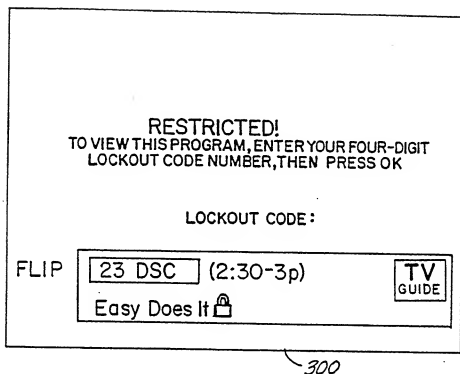 RESTRICTED!
TO VIEW THIS PROGRAM, ENTER YOUR FOUR-DIGIT
LOCKOUT CODE NUMBER, THEN PRESS OK
LOCKOUT CODE:
FLIP 23 DSC (2:30-3p) TV
GUIDE
Easy Does It
300